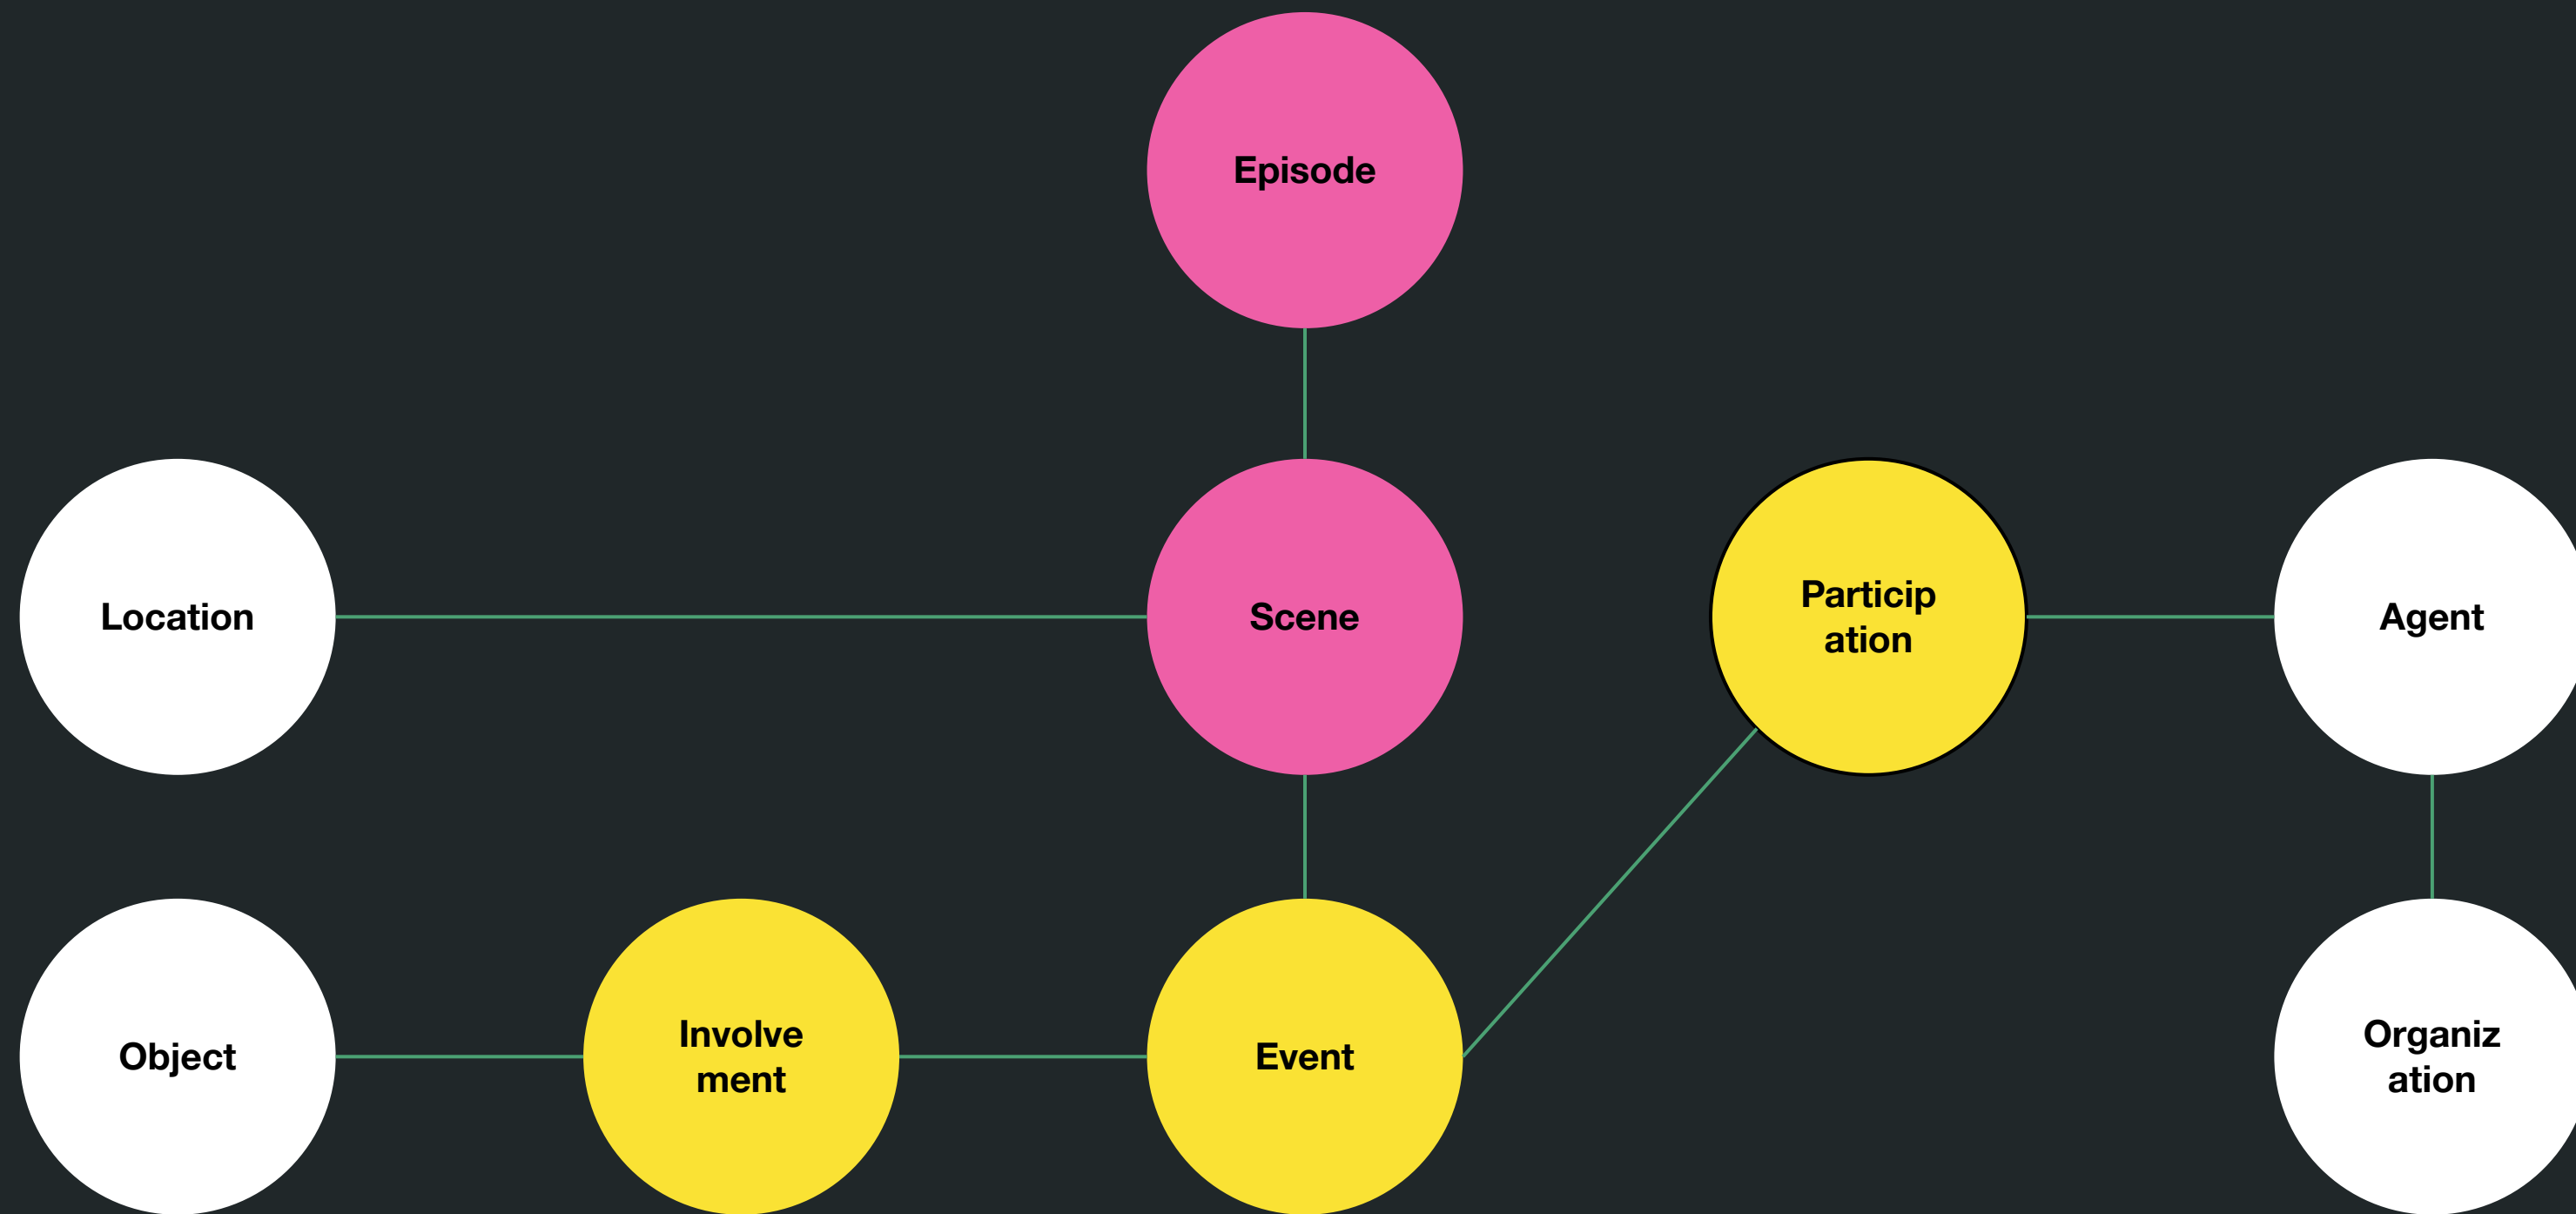 Episode
Location
Scene
Particip
ation
Agent
Object
Involve
ment
Event
Organiz
ation